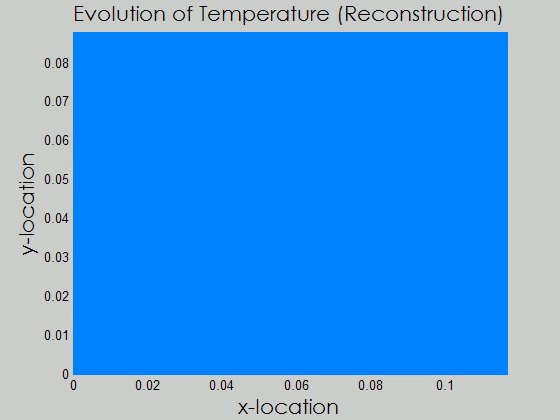 Evolution of Temperature (Reconstruction)
y-location
0.08
0.07
0.06
0.05
0.04
0.03
0.02
0.01
0
0 0.02 0.04 0.06 0.08 0.1
x-location